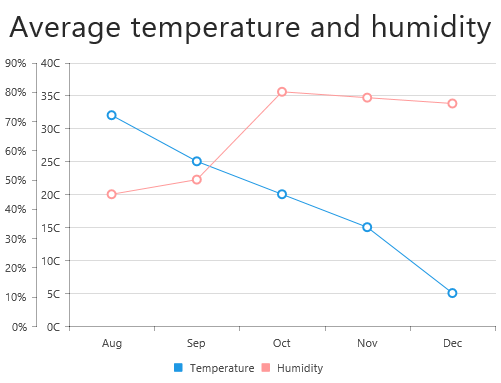 Average temperature and humidity
90% 40C
80% 35C
70% 30C
60% 25C
50% 20C
40% 15C
30% 10C
20% 5C
10% 0C
0%
Aug Sep Oct Nov Dec
Temperature Humidity